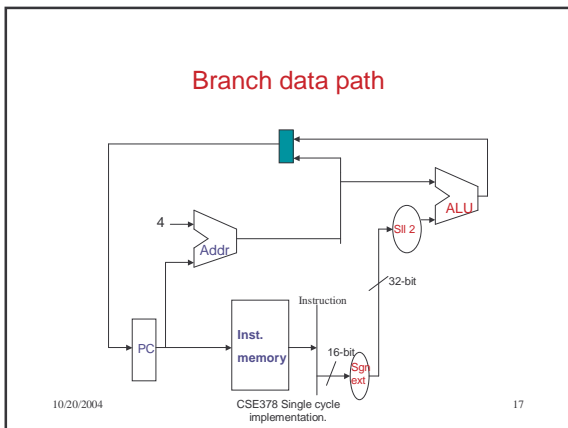 Branch data path
4
Addr
ALU
Sll 2
32-bit
Instruction
PC
Inst.
memory
16-bit
Sgn
ext
10/20/2004
CSE378 Single cycle
implementation.
17